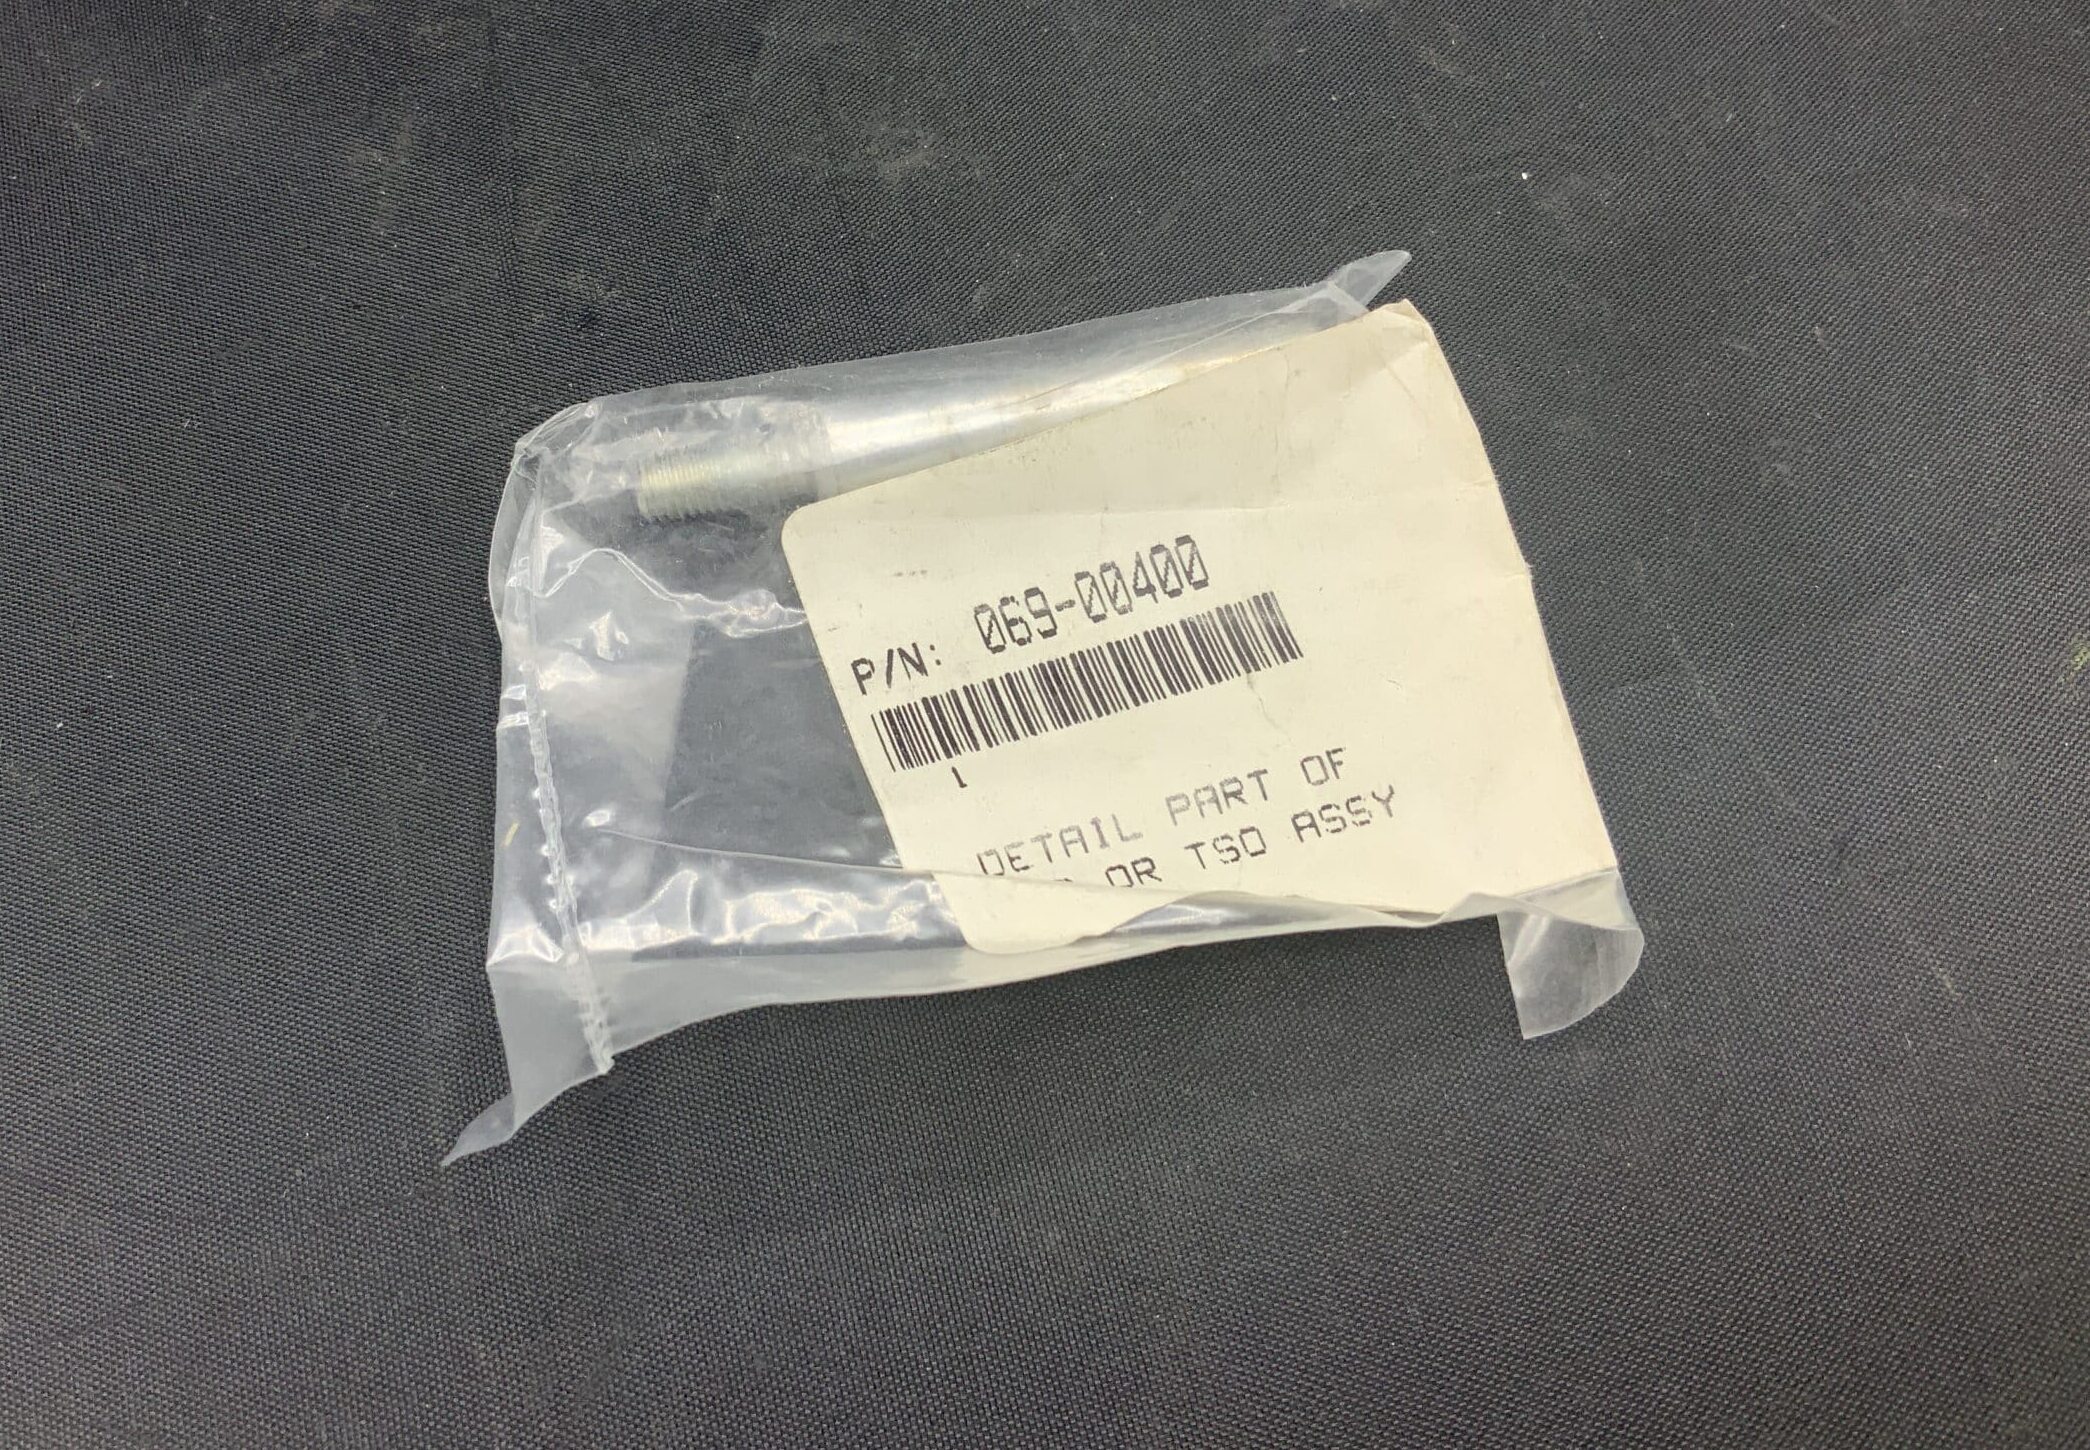 P/N: 069-00400
1
DETAIL PART OF
OR TSO ASSY